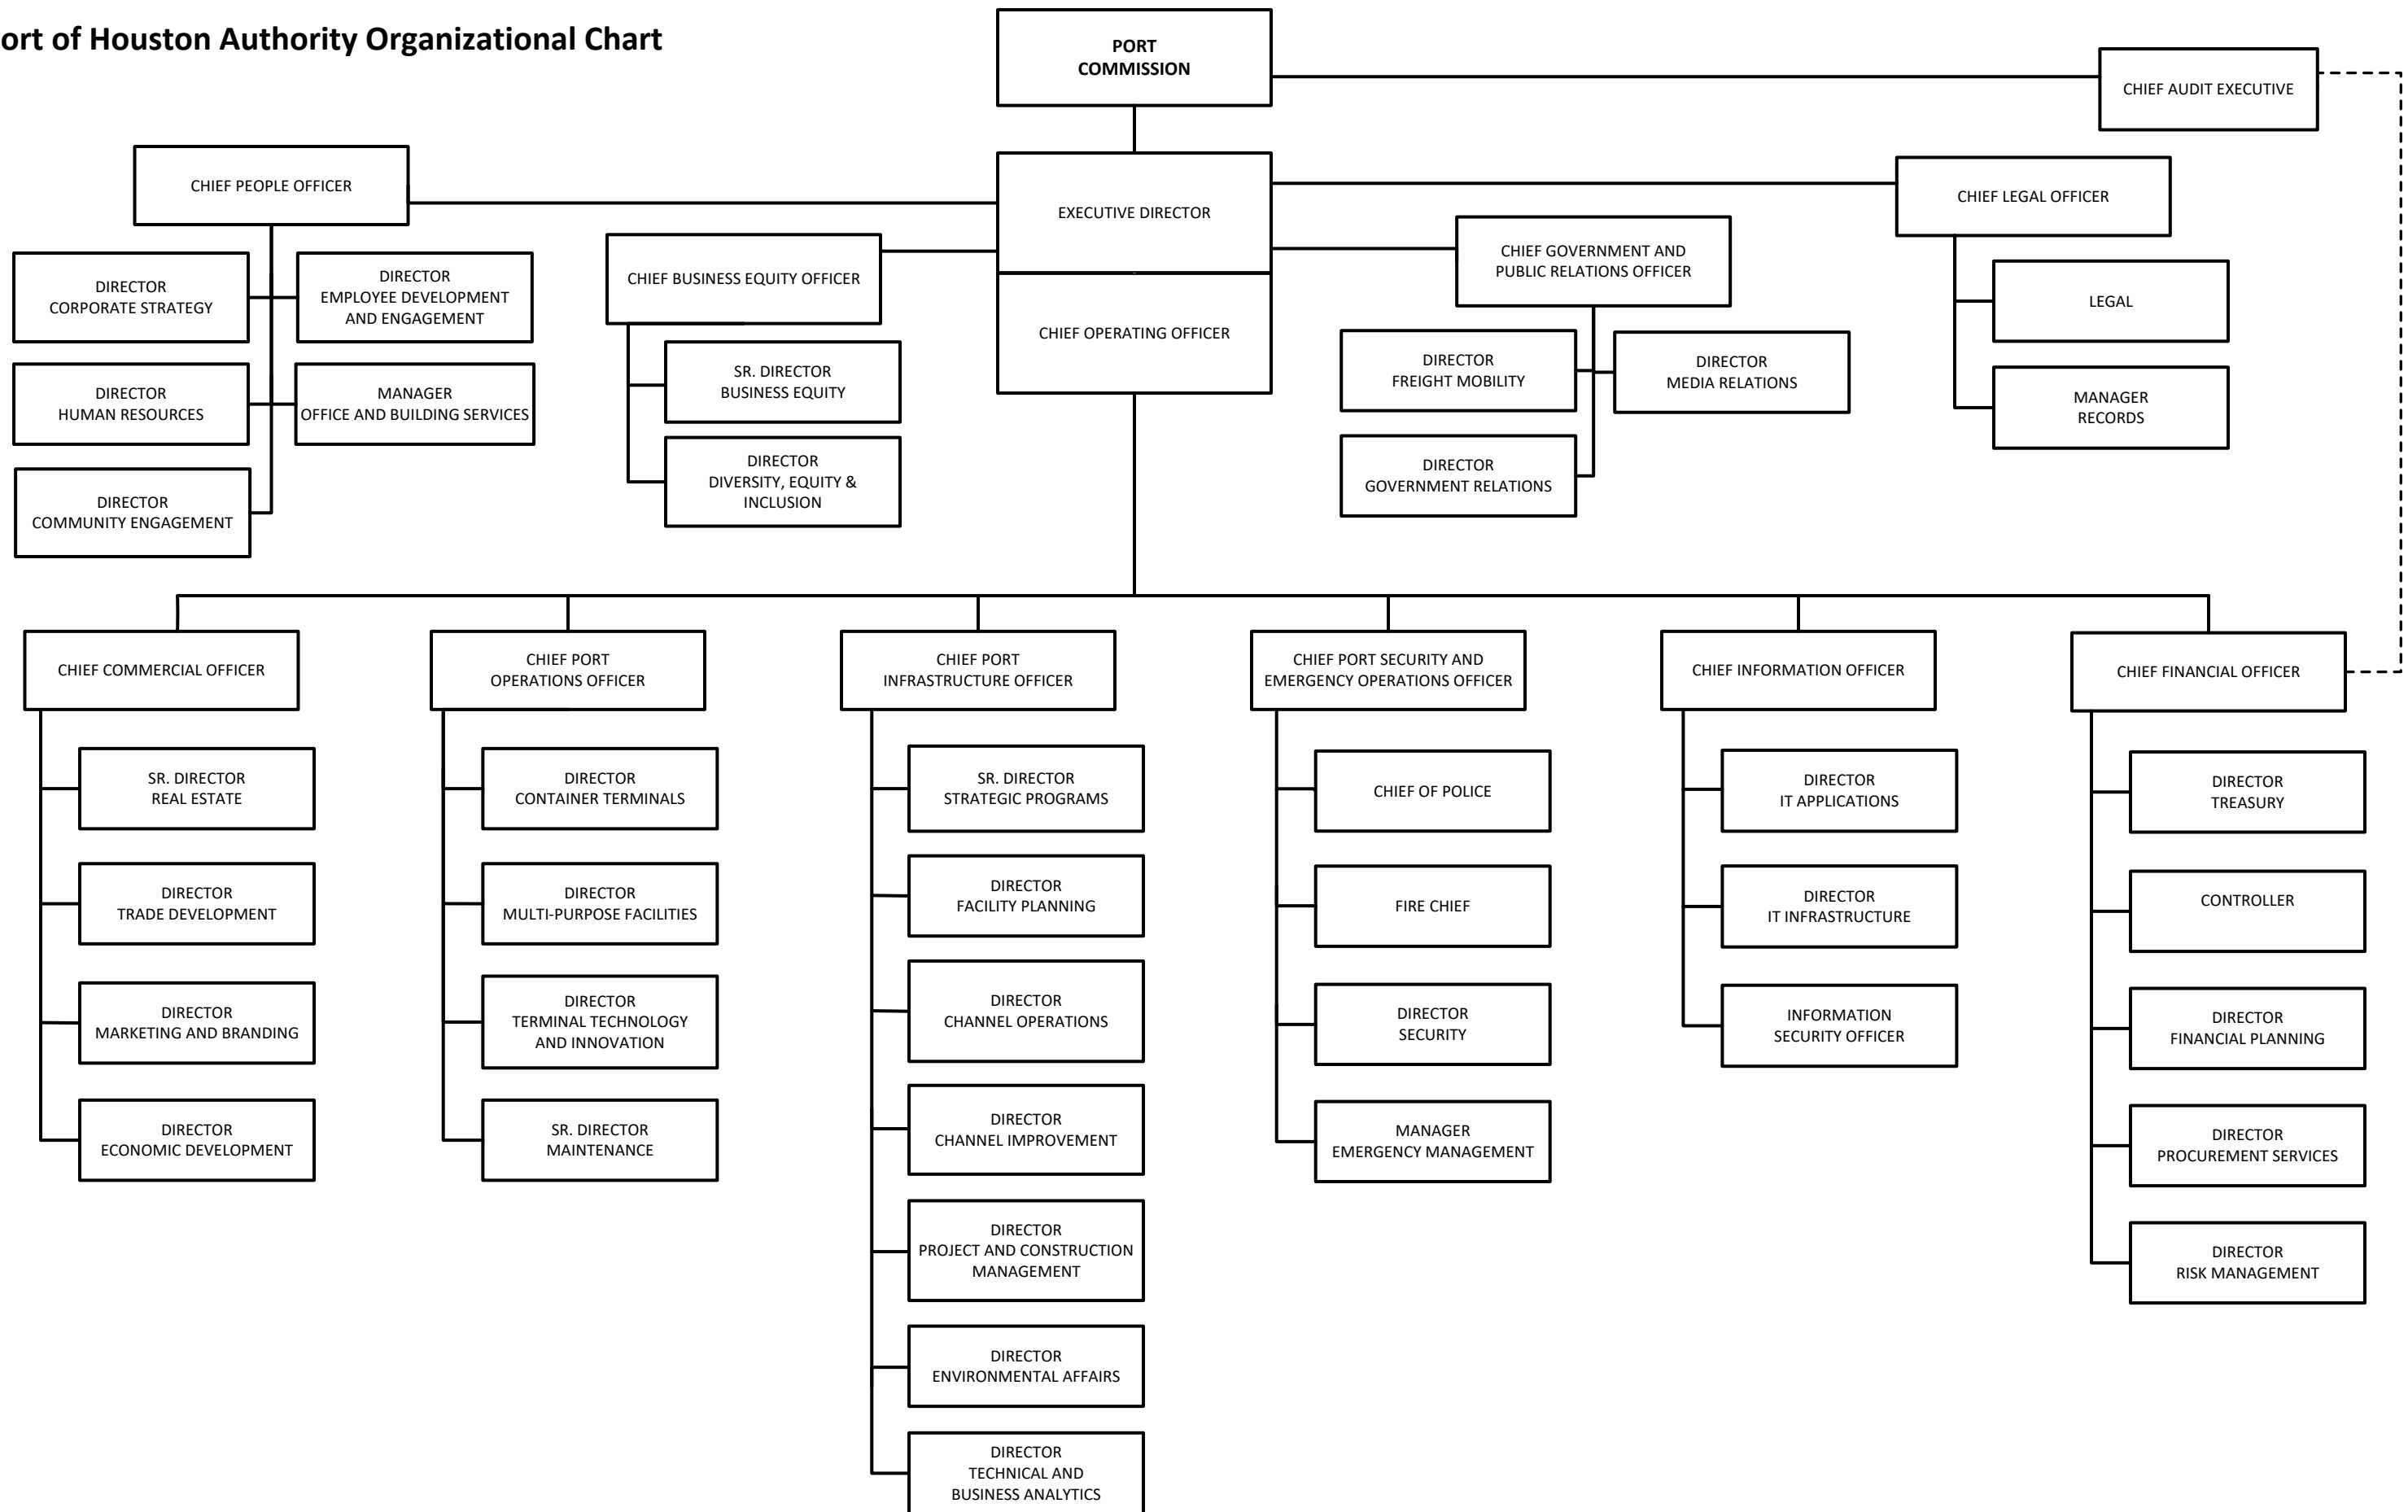 ort of Houston Authority Organizational Chart
PORT
COMMISSION
CHIEF AUDIT EXECUTIVE
CHIEF PEOPLE OFFICER
EXECUTIVE DIRECTOR
CHIEF LEGAL OFFICER
CHIEF BUSINESS EQUITY OFFICER
CHIEF GOVERNMENT AND
PUBLIC RELATIONS OFFICER
CHIEF OPERATING OFFICER
DIRECTOR
CORPORATE STRATEGY
DIRECTOR
EMPLOYEE DEVELOPMENT
AND ENGAGEMENT
DIRECTOR
HUMAN RESOURCES
MANAGER
OFFICE AND BUILDING SERVICES
DIRECTOR
COMMUNITY ENGAGEMENT
SR. DIRECTOR
BUSINESS EQUITY
DIRECTOR
DIVERSITY, EQUITY &
INCLUSION
DIRECTOR
FREIGHT MOBILITY
DIRECTOR
MEDIA RELATIONS
DIRECTOR
GOVERNMENT RELATIONS
LEGAL
MANAGER
RECORDS
CHIEF COMMERCIAL OFFICER
SR. DIRECTOR
REAL ESTATE
DIRECTOR
TRADE DEVELOPMENT
DIRECTOR
MARKETING AND BRANDING
DIRECTOR
ECONOMIC DEVELOPMENT
CHIEF PORT
OPERATIONS OFFICER
DIRECTOR
CONTAINER TERMINALS
DIRECTOR
MULTI-PURPOSE FACILITIES
DIRECTOR
TERMINAL TECHNOLOGY
AND INNOVATION
SR. DIRECTOR
MAINTENANCE
CHIEF PORT
INFRASTRUCTURE OFFICER
SR. DIRECTOR
STRATEGIC PROGRAMS
DIRECTOR
FACILITY PLANNING
DIRECTOR
CHANNEL OPERATIONS
DIRECTOR
CHANNEL IMPROVEMENT
DIRECTOR
PROJECT AND CONSTRUCTION
MANAGEMENT
DIRECTOR
ENVIRONMENTAL AFFAIRS
DIRECTOR
TECHNICAL AND
BUSINESS ANALYTICS
CHIEF PORT SECURITY AND
EMERGENCY OPERATIONS OFFICER
CHIEF OF POLICE
FIRE CHIEF
DIRECTOR
SECURITY
MANAGER
EMERGENCY MANAGEMENT
CHIEF INFORMATION OFFICER
DIRECTOR
IT APPLICATIONS
DIRECTOR
IT INFRASTRUCTURE
INFORMATION
SECURITY OFFICER
CHIEF FINANCIAL OFFICER
DIRECTOR
TREASURY
CONTROLLER
DIRECTOR
FINANCIAL PLANNING
DIRECTOR
PROCUREMENT SERVICES
DIRECTOR
RISK MANAGEMENT